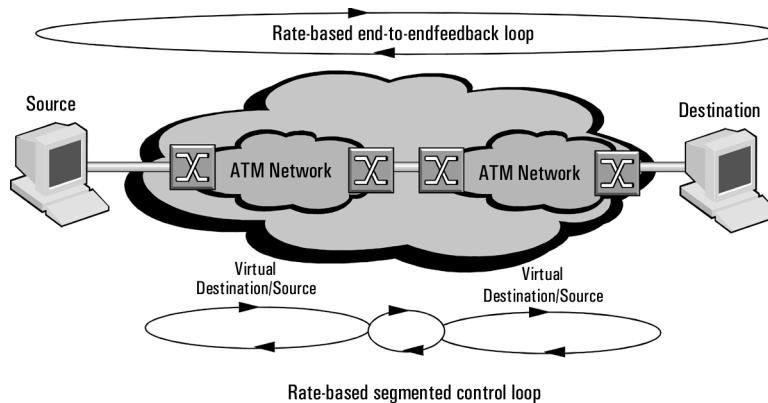 Rate-based end-to-endfeedback loop
Source
Destination
ATM Network
ATM Network
Virtual
Destination/Source
Virtual
Destination/Source
Rate-based segmented control loop